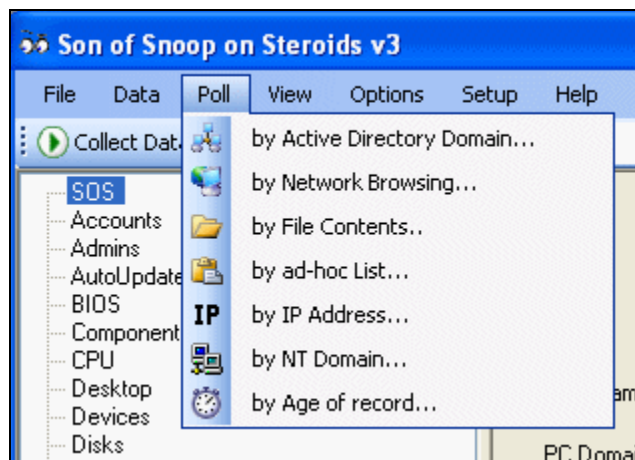 Son of Snoop on Steroids v3
File Data Poll View Options Setup Help
Collect Dat
by Active Directory Domain...
by Network Browsing...
by File Contents..
by ad-hoc List...
IP by IP Address...
by NT Domain...
by Age of record...
SOS
Accounts
Admins
AutoUpdate
BIOS
Component
CPU
Desktop
Devices
Disks
am
PC Domai